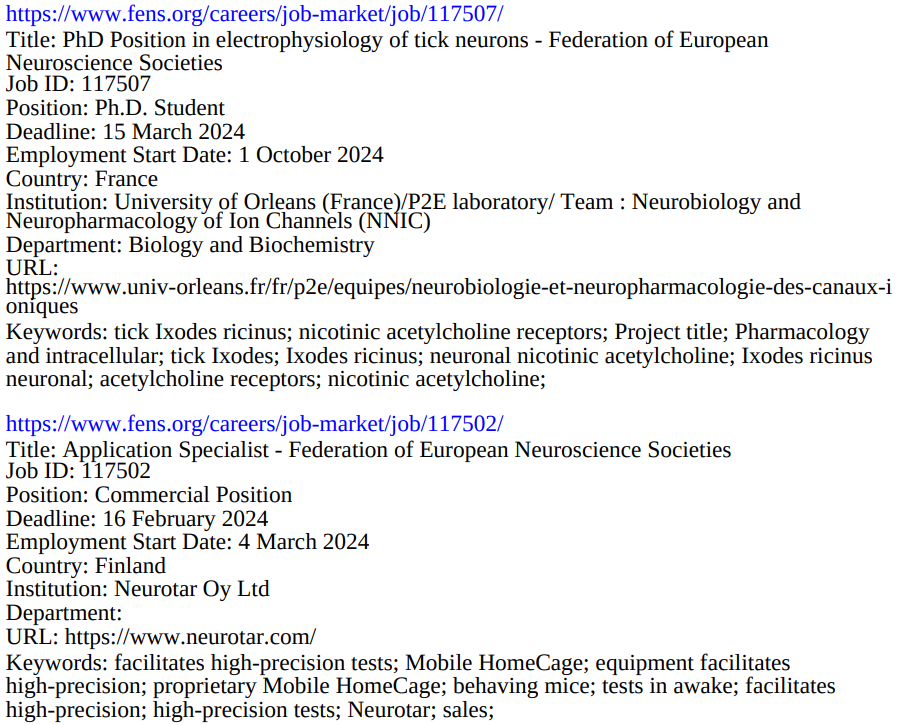 https://www.fens.org/careers/job-market/job/117507/
Title: PhD Position in electrophysiology of tick neurons - Federation of European
Neuroscience Societies
Job ID: 117507
Position: Ph.D. Student
Deadline: 15 March 2024
Employment Start Date: 1 October 2024
Country: France
Institution: University of Orleans (France)/P2E laboratory/ Team : Neurobiology and
Neuropharmacology of Ion Channels (NNIC)
Department: Biology and Biochemistry
URL:
https://www.univ-orleans.fr/fr/p2e/equipes/neurobiologie-et-neuropharmacologie-des-canaux-i
oniques
Keywords: tick Ixodes ricinus; nicotinic acetylcholine receptors; Project title; Pharmacology
and intracellular; tick Ixodes; Ixodes ricinus; neuronal nicotinic acetylcholine; Ixodes ricinus
neuronal; acetylcholine receptors; nicotinic acetylcholine;
https://www.fens.org/careers/job-market/job/117502/
Title: Application Specialist - Federation of European Neuroscience Societies
Job ID: 117502
Position: Commercial Position
Deadline: 16 February 2024
Employment Start Date: 4 March 2024
Country: Finland
Institution: Neurotar Oy Ltd
Department:
URL: https://www.neurotar.com/
Keywords: facilitates high-precision tests; Mobile HomeCage; equipment facilitates
high-precision; proprietary Mobile HomeCage; behaving mice; tests in awake; facilitates
high-precision; high-precision tests; Neurotar; sales;